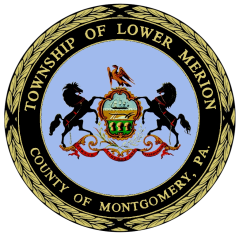 TOWNSHIP OF LOWER MERION
COUNTY OF MONTGOMERY, PA.